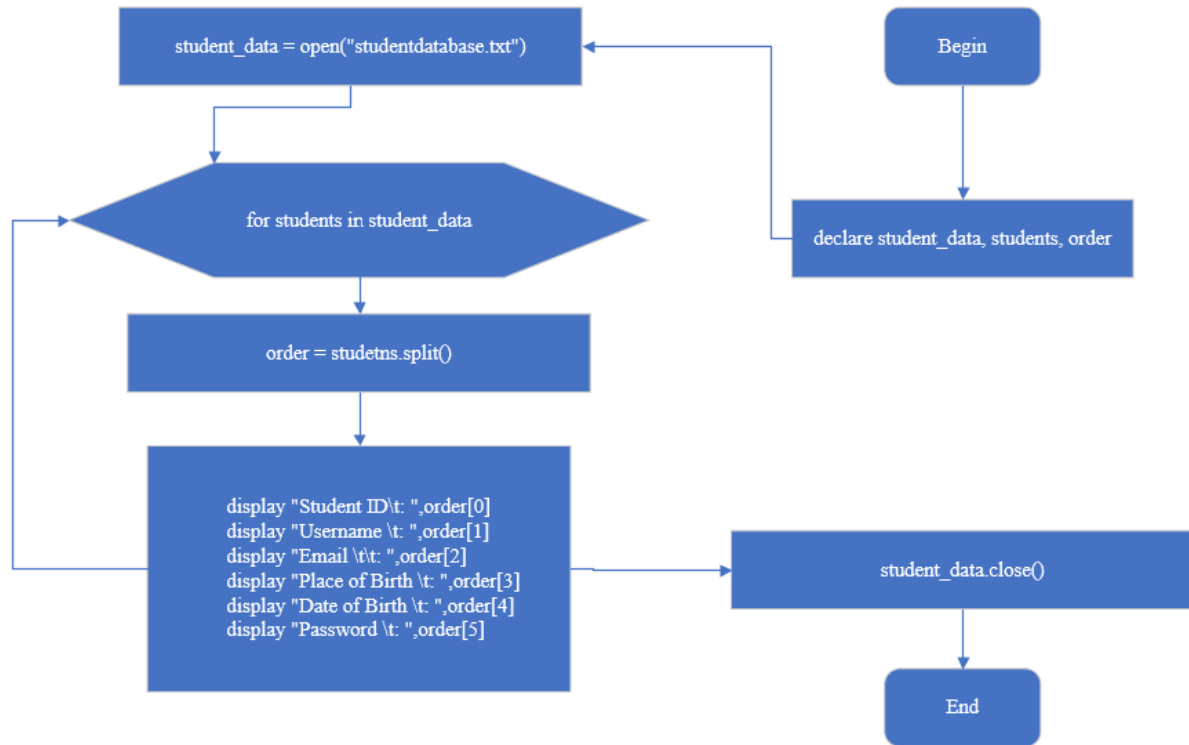 Begin
declare student_data, students, order
student_data = open("studentdatabase.txt")
for students in student_data
order = studetns.split()
display "Student ID\t: ",order[0]
display "Username \t: ",order[1]
display "Email \t\t: ",order[2]
display "Place of Birth \t: ",order[3]
display "Date of Birth \t: ",order[4]
display "Password \t: ",order[5]
student_data.close()
End